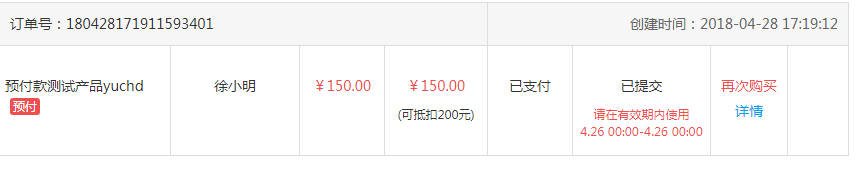 订单号：180428171911593401
创建时间：2018-04-28 17:19:12
预付款测试产品yuchd
预付
徐小明
￥150.00
￥150.00
(可抵扣200元)
已支付
已提交
请在有效期内使用
4.26 00:00-4.26 00:00
再次购买
详情